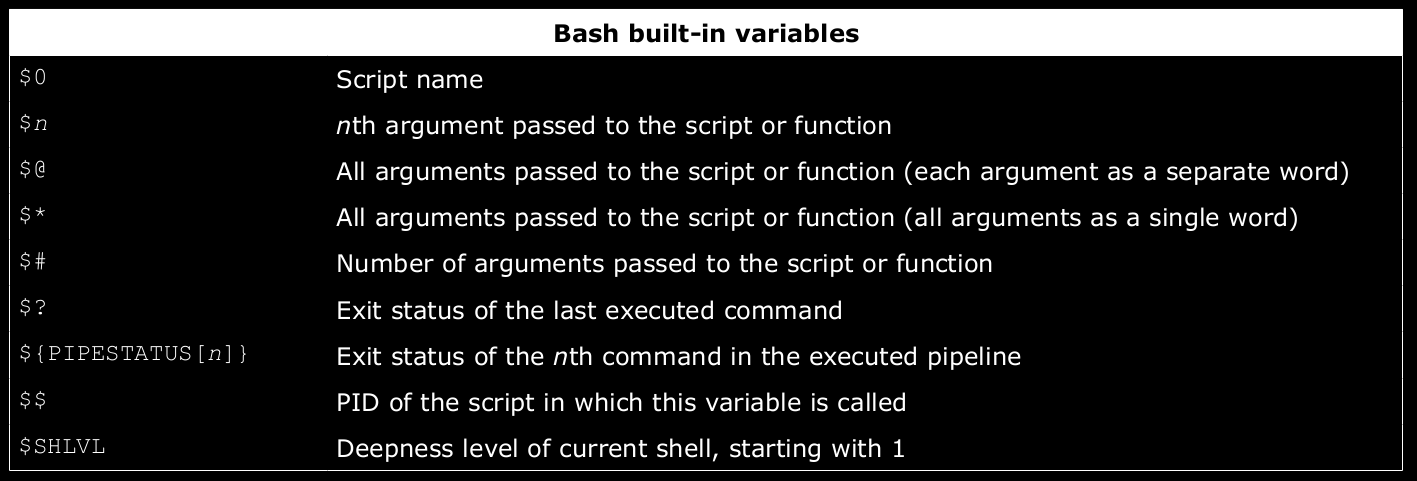 Bash built-in variables
$0 Script name
$n nth argument passed to the script or function
$@ All arguments passed to the script or function (each argument as a separate word)
$* All arguments passed to the script or function (all arguments as a single word)
$# Number of arguments passed to the script or function
$? Exit status of the last executed command
${PIPESTATUS[n]} Exit status of the nth command in the executed pipeline
$$ PID of the script in which this variable is called
$SHLVL Deepness level of current shell, starting with 1